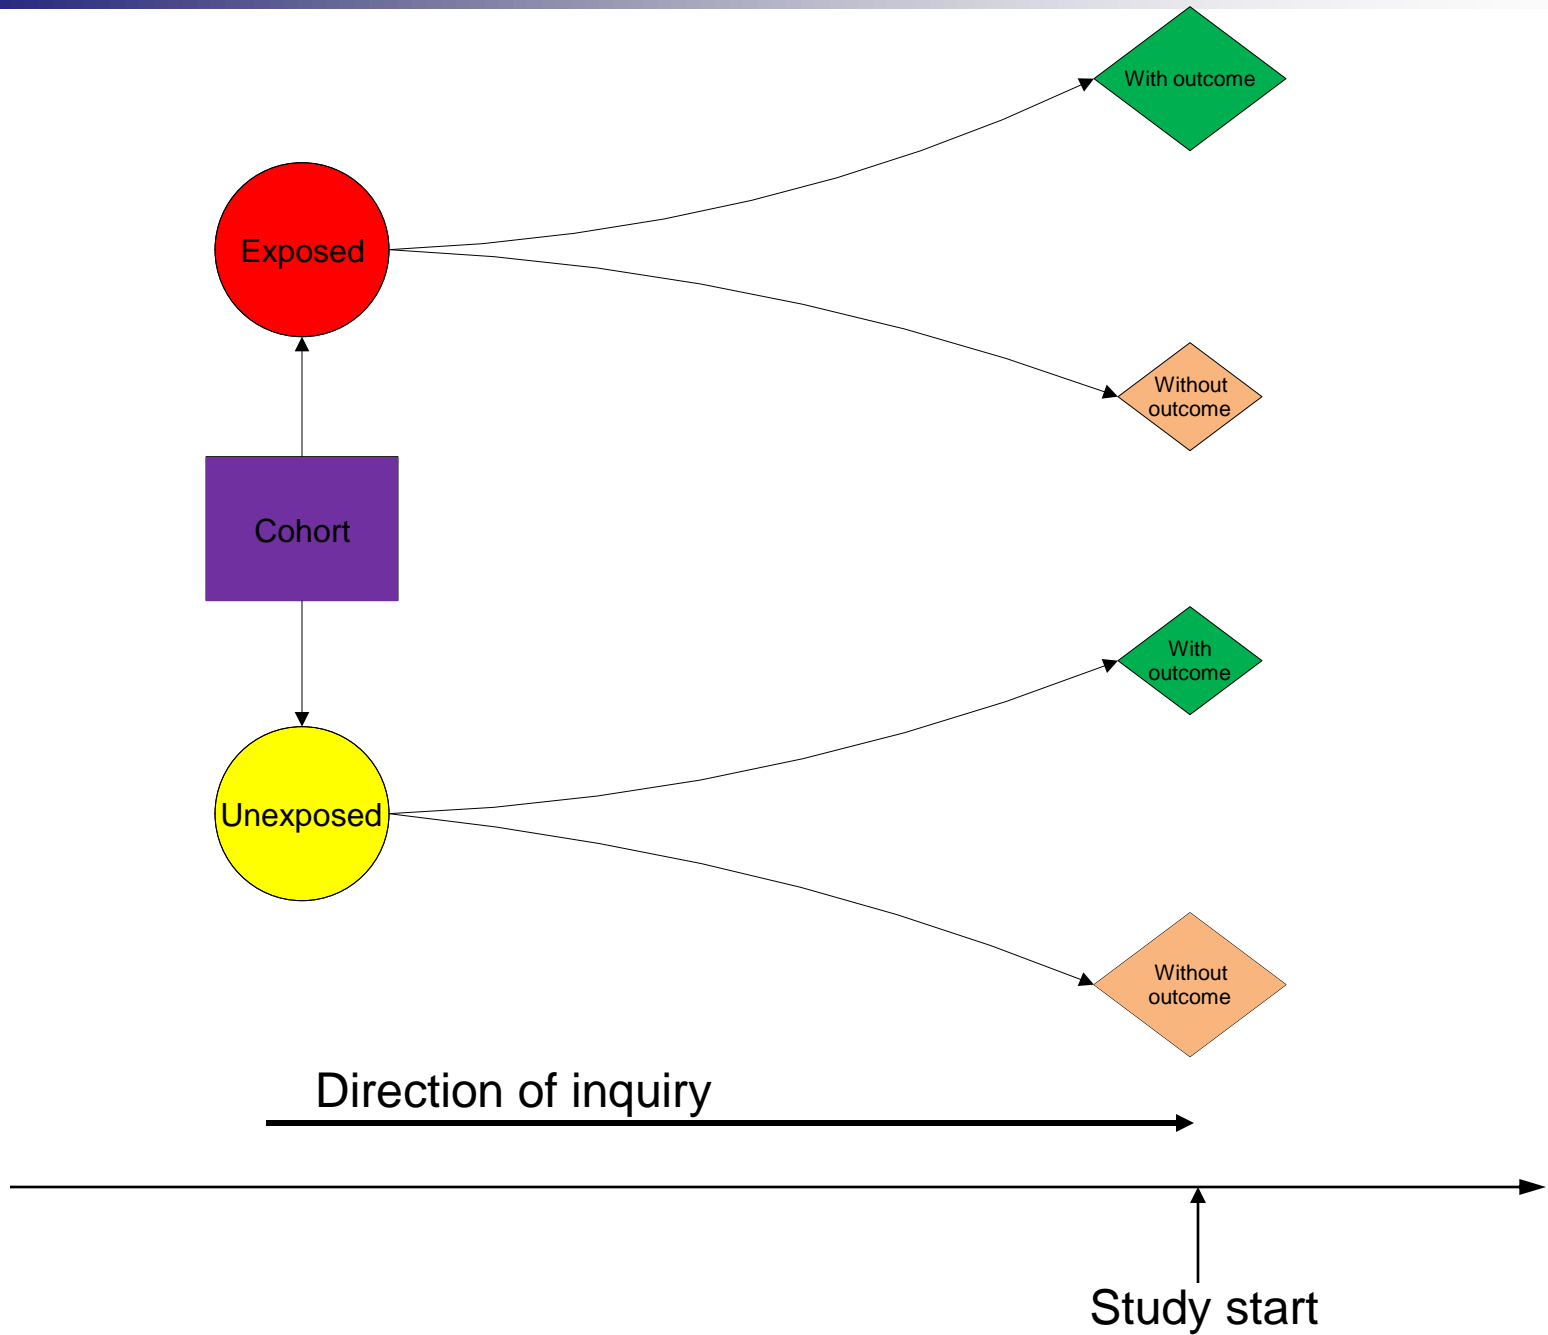 With outcome
Exposed
Without
outcome
Cohort
With
outcome
Unexposed
Without
outcome
Direction of inquiry
Study start